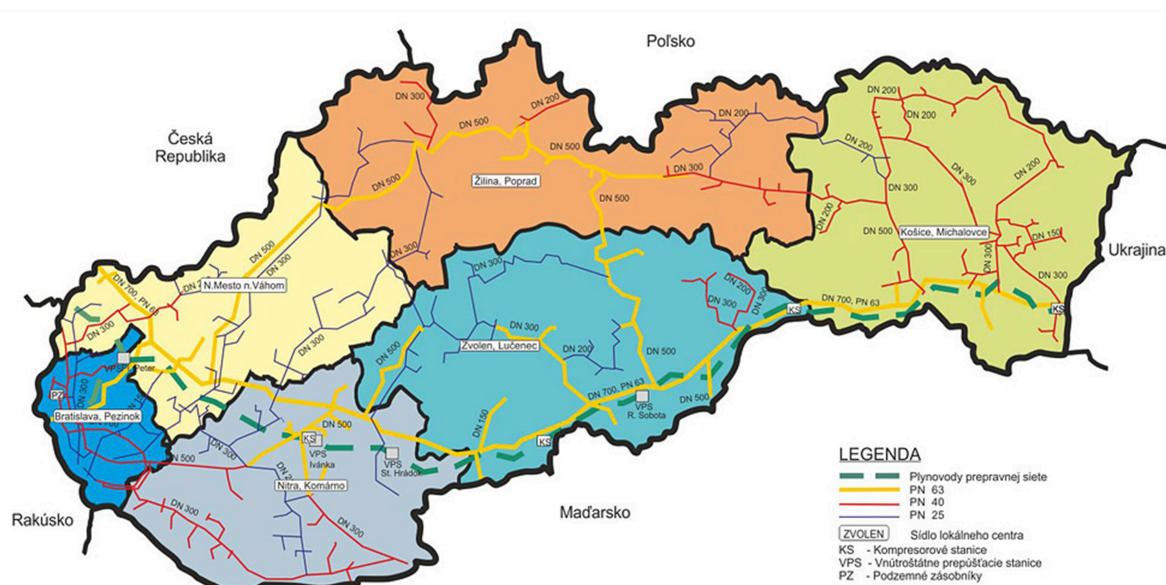 Poľsko
Česká
Republika
Ukrajina
Rakúsko
Maďarsko
DN 300
DN 500
DN 200
DN 500
DN 500
Žilina, Poprad
DN 300
DN 200
DN 500
DN 300
DN 200
DN 200
DN 200
DN 200
DN 300
DN 300
DN 200
DN 500
Košice, Michalovce
DN 150
DN 300
DN 300
KS
DN 700, PN 63
KS
DN 500
DN 300
N.Mesto n.Váhom
DN 700, PN 63
DN 300
DN 300
DN 300
DN 200
DN 300
DN 300
DN 300
Zvolen, Lučenec
DN 200
DN 500
DN 500
DN 700, PN 63
DN 500
VPS
R. Sobota
DN 150
KS
PZ
DN 300
Bratislava, Pezinok
DN 500
DN 500
KS
VPS
Ivánka
VPS
St. Hrádok
DN 300
Nitra, Komárno
DN 300
DN 300
LEGENDA
Plynovody prepravnej siete
PN 63
PN 40
PN 25
ZVOLEN Sídlo lokálneho centra
KS - Kompresorové stanice
VPS - Vnútroštátne prepúšťacie stanice
PZ - Podzemné zásobníky